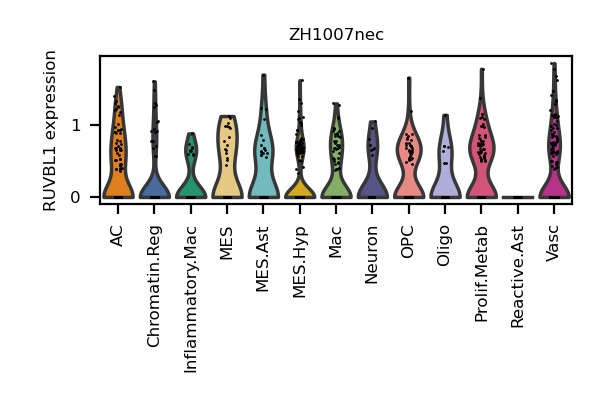 ZH1007nec
RUVBL1 expression
1
0
AC
Chromatin.Reg
Inflammatory.Mac
MES
MES.Ast
MES.Hyp
Mac
Neuron
OPC
Oligo
Prolif.Metab
Reactive.Ast
Vasc